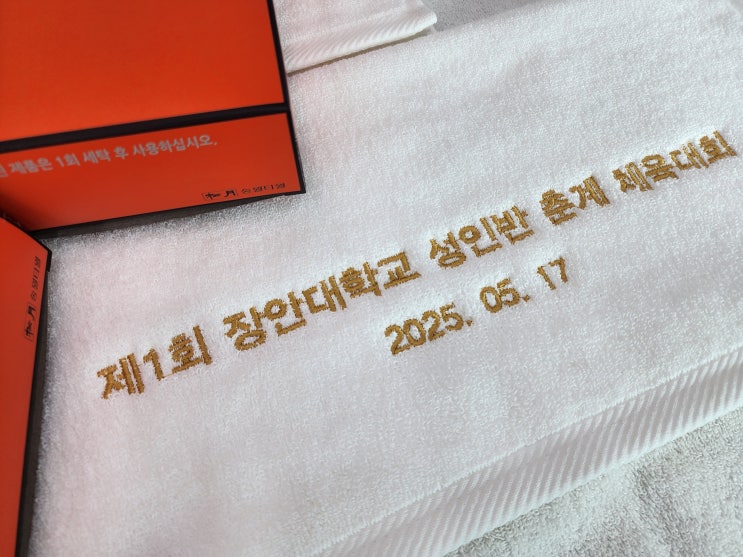 제품은 1회 세탁 후 사용하십시오.
제1회 장안대학교 성인반 춘계 체육대회
2025. 05. 17